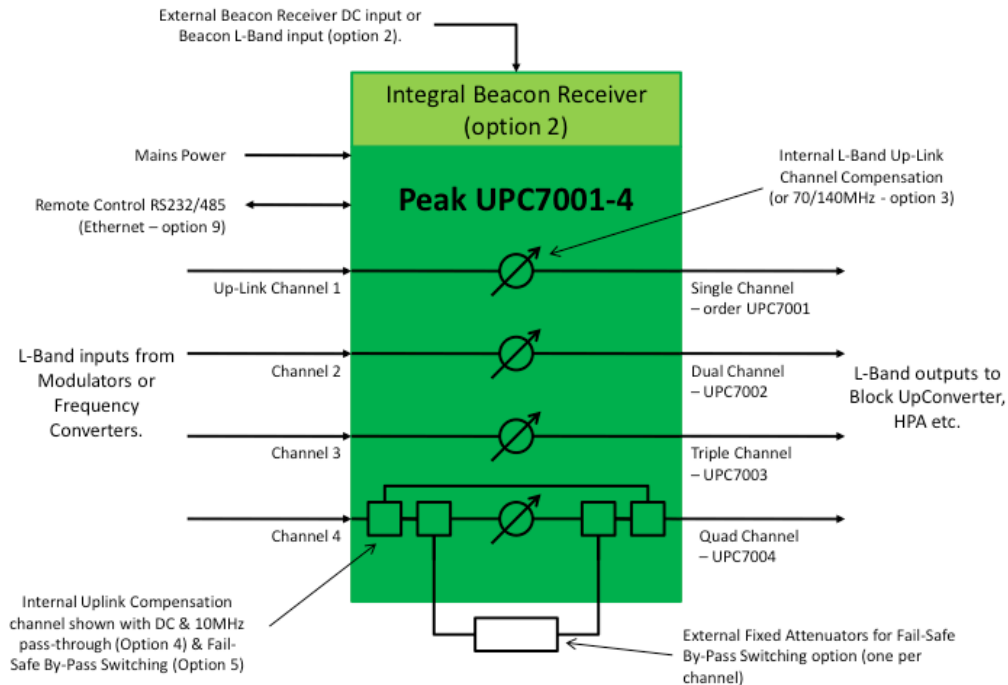 External Beacon Receiver DC input or
Beacon L-Band input (option 2).
Integral Beacon Receiver
(option 2)
Mains Power
Internal L-Band Up-Link
Channel Compensation
(or 70/140MHz - option 3)
Peak UPC7001-4
Remote Control RS232/485
(Ethernet – option 9)
Up-Link Channel 1
Single Channel
– order UPC7001
L-Band inputs from
Modulators or
Frequency
Converters.
Channel 2
Dual Channel
– UPC7002
L-Band outputs to
Block UpConverter,
HPA etc.
Channel 3
Triple Channel
– UPC7003
Channel 4
Quad Channel
– UPC7004
Internal Uplink Compensation
channel shown with DC & 10MHz
pass-through (Option 4) & Fail-
Safe By-Pass Switching (Option 5)
External Fixed Attenuators for Fail-Safe
By-Pass Switching option (one per
channel)